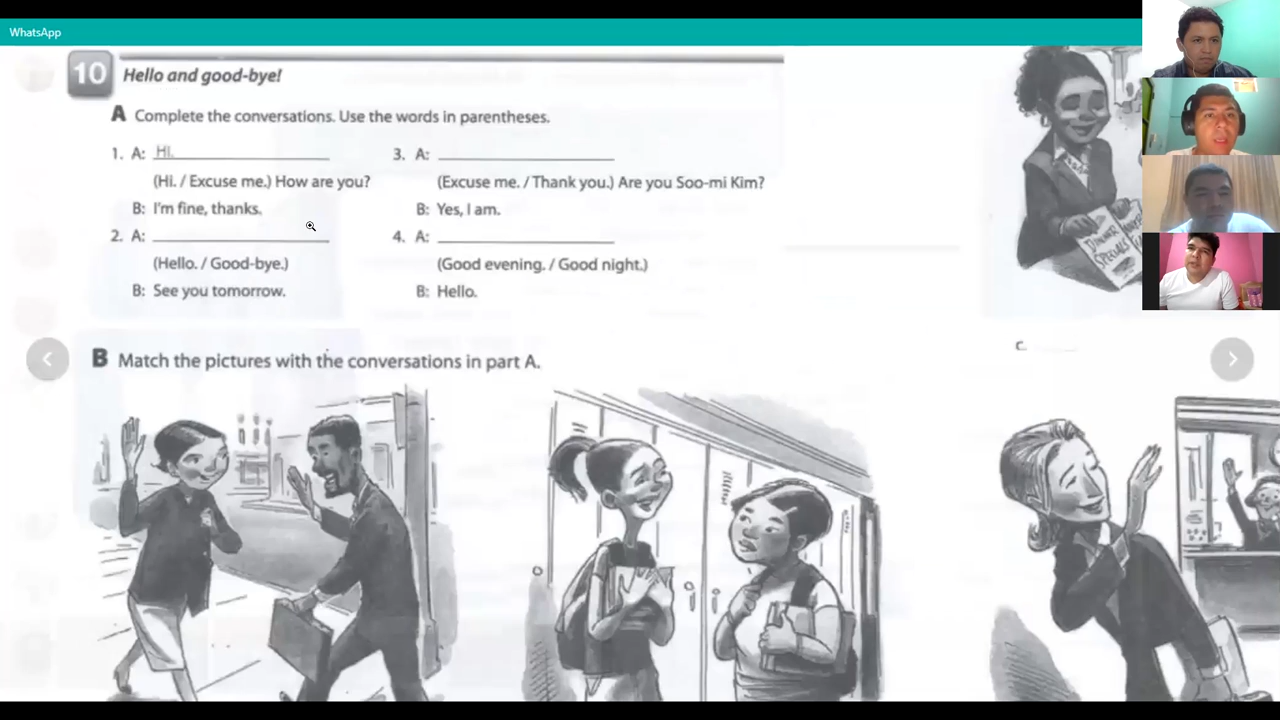 WhatsApp
10 Hello and good-bye!
A Complete the conversations. Use the words in parentheses.
1. A: Hi.
(Hi. / Excuse me.) How are you?
B: I'm fine, thanks.
2. A:
(Hello. / Good-bye.)
B: See you tomorrow.
3. A:
(Excuse me. / Thank you.) Are you Soo-mi Kim?
B: Yes, I am.
4. A:
(Good evening. / Good night.)
B: Hello.
B Match the pictures with the conversations in part A.
DINNER
SPECIALS
C.